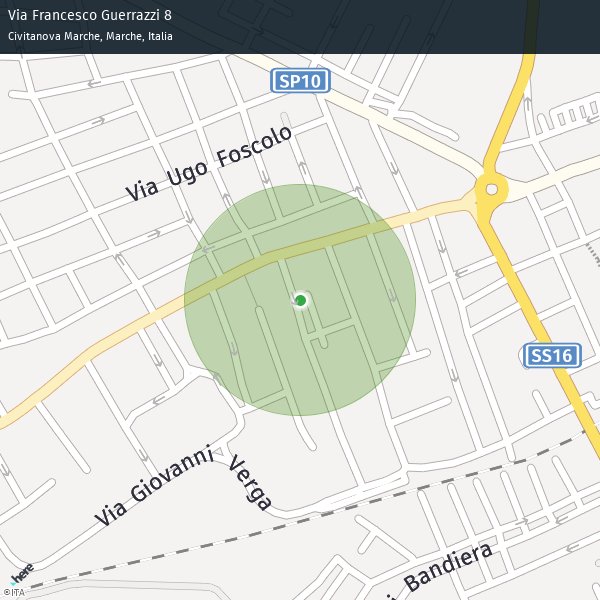 Via Francesco Guerrazzi 8
Civitanova Marche, Marche, Italia
SP10
Via Ugo Foscolo
SS16
Via Giovanni Verga
i Bandiera
here
©ITA